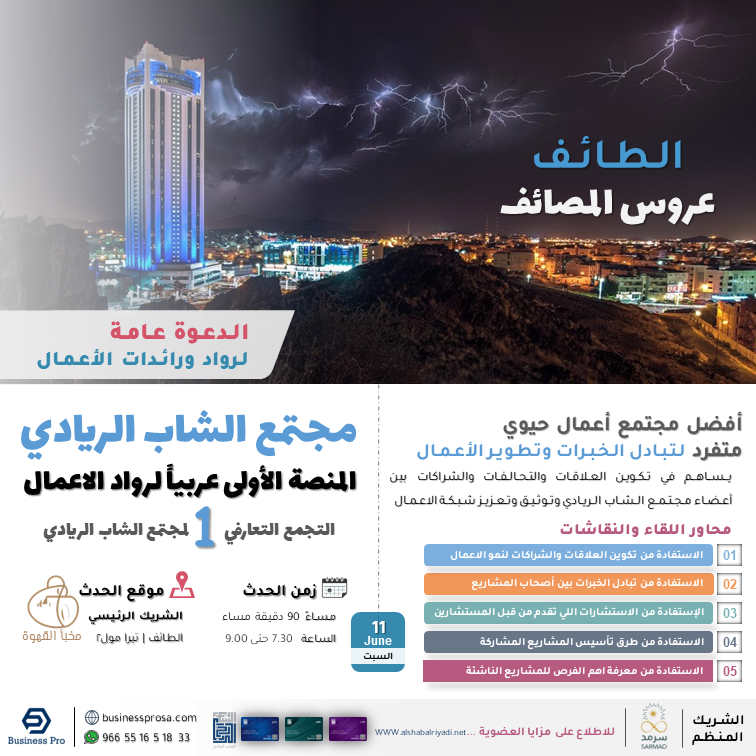 الطائف
عروس المصائف
الدعوة عامة
لرواد ورائدات الأعمال
أفضل مجتمع أعمال حيوي
متفرد لتبادل الخبرات وتطوير الأعمال
يساهم في تكوين العلاقات والتحالفات والشراكات بين
أعضاء مجتمع الشاب الريادي وتوثيق وتعزيز شبكة الاعمال
محاور اللقاء والنقاشات
01 الاستفادة من تكوين العلاقات والشراكات لنمو الاعمال
02 الاستفادة من تبادل الخبرات بين أصحاب المشاريع
03 الإستفادة من الاستشارات اللي تقدم من قبل المستشارين
04 الاستفادة من طرق تأسيس المشاريع المشاركة
05 الاستفادة من معرفة اهم الفرص للمشاريع الناشئة
مجتمع الشاب الريادي
المنصة الأولى عربياً لرواد الاعمال
التجمع التعارفي 1 لمجتمع الشاب الريادي
زمن الحدث
مساءً 90 دقيقة مساء
الساعة 7.30 حتى 9.00
موقع الحدث
الشريك الرئيسي
الطائف | تيرا مول2
مخبأ القهوة
11
June
السبت
الشريك
المنظم
سرمد
SARMAD
للاطلاع على مزايا العضوية ...WWW.alshabalriyadi.net
businessprosa.com
966 55 16 5 18 33
Business Pro